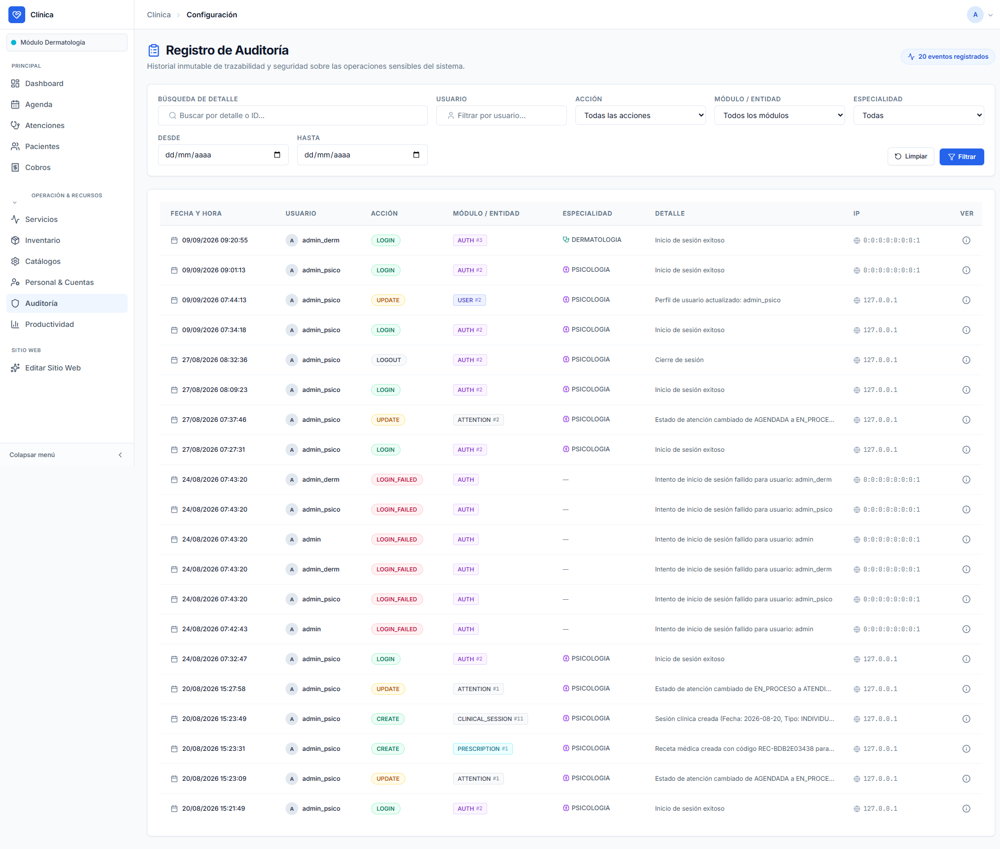 Clínica
Clínica › Configuración
A
Módulo Dermatología
PRINCIPAL
Dashboard
Agenda
Atenciones
Pacientes
Cobros
OPERACIÓN & RECURSOS
Servicios
Inventario
Catálogos
Personal & Cuentas
Auditoría
Productividad
SITIO WEB
Editar Sitio Web
Colapsar menú
Registro de Auditoría
Historial inmutable de trazabilidad y seguridad sobre las operaciones sensibles del sistema.
20 eventos registrados
BÚSQUEDA DE DETALLE USUARIO ACCIÓN MÓDULO / ENTIDAD ESPECIALIDAD
Buscar por detalle o ID... Filtrar por usuario... Todas las acciones Todos los módulos Todas
DESDE HASTA
dd/mm/aaaa dd/mm/aaaa Limpiar Filtrar
FECHA Y HORA USUARIO ACCIÓN MÓDULO / ENTIDAD ESPECIALIDAD DETALLE IP VER
09/09/2026 09:20:55 A admin_derm LOGIN AUTH #3 DERMATOLOGIA Inicio de sesión exitoso 0:0:0:0:0:0:0:1
09/09/2026 09:01:13 A admin_psico LOGIN AUTH #2 PSICOLOGIA Inicio de sesión exitoso 0:0:0:0:0:0:0:1
09/09/2026 07:44:13 A admin_psico UPDATE USER #2 PSICOLOGIA Perfil de usuario actualizado: admin_psico 127.0.0.1
09/09/2026 07:34:18 A admin_psico LOGIN AUTH #2 PSICOLOGIA Inicio de sesión exitoso 127.0.0.1
27/08/2026 08:32:36 A admin_psico LOGOUT AUTH #2 PSICOLOGIA Cierre de sesión 127.0.0.1
27/08/2026 08:09:23 A admin_psico LOGIN AUTH #2 PSICOLOGIA Inicio de sesión exitoso 127.0.0.1
27/08/2026 07:37:46 A admin_psico UPDATE ATTENTION #2 PSICOLOGIA Estado de atención cambiado de AGENDADA a EN_PROCE... 127.0.0.1
27/08/2026 07:27:31 A admin_psico LOGIN AUTH #2 PSICOLOGIA Inicio de sesión exitoso 127.0.0.1
24/08/2026 07:43:20 A admin_derm LOGIN_FAILED AUTH — Intento de inicio de sesión fallido para usuario: admin_derm 0:0:0:0:0:0:0:1
24/08/2026 07:43:20 A admin_psico LOGIN_FAILED AUTH — Intento de inicio de sesión fallido para usuario: admin_psico 0:0:0:0:0:0:0:1
24/08/2026 07:43:20 A admin LOGIN_FAILED AUTH — Intento de inicio de sesión fallido para usuario: admin 0:0:0:0:0:0:0:1
24/08/2026 07:43:20 A admin_derm LOGIN_FAILED AUTH — Intento de inicio de sesión fallido para usuario: admin_derm 0:0:0:0:0:0:0:1
24/08/2026 07:43:20 A admin_psico LOGIN_FAILED AUTH — Intento de inicio de sesión fallido para usuario: admin_psico 0:0:0:0:0:0:0:1
24/08/2026 07:42:43 A admin LOGIN_FAILED AUTH — Intento de inicio de sesión fallido para usuario: admin 0:0:0:0:0:0:0:1
24/08/2026 07:32:47 A admin_psico LOGIN AUTH #2 PSICOLOGIA Inicio de sesión exitoso 127.0.0.1
20/08/2026 15:27:58 A admin_psico UPDATE ATTENTION #1 PSICOLOGIA Estado de atención cambiado de EN_PROCESO a ATENDI... 127.0.0.1
20/08/2026 15:23:49 A admin_psico CREATE CLINICAL_SESSION #11 PSICOLOGIA Sesión clínica creada (Fecha: 2026-08-20, Tipo: INDIVIDU... 127.0.0.1
20/08/2026 15:23:31 A admin_psico CREATE PRESCRIPTION #1 PSICOLOGIA Receta médica creada con código REC-BDB2E03438 para... 127.0.0.1
20/08/2026 15:23:09 A admin_psico UPDATE ATTENTION #1 PSICOLOGIA Estado de atención cambiado de AGENDADA a EN_PROCE... 127.0.0.1
20/08/2026 15:21:49 A admin_psico LOGIN AUTH #2 PSICOLOGIA Inicio de sesión exitoso 127.0.0.1